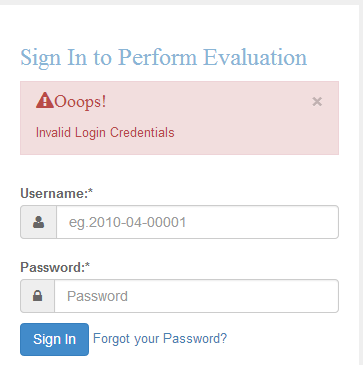 Sign In to Perform Evaluation
Ooops!
×
Invalid Login Credentials
Username:*
eg.2010-04-00001
Password:*
Password
Sign In Forgot your Password?